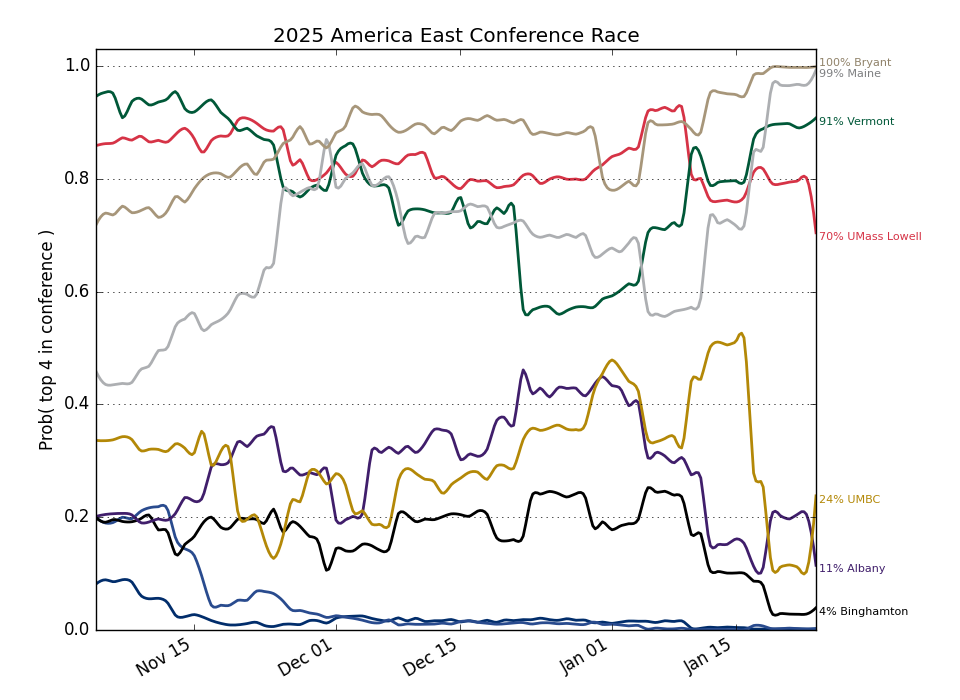 2025 America East Conference Race
1.0
0.8
0.6
0.4
0.2
0.0
Prob( top 4 in conference )
Nov 15
Dec 01
Dec 15
Jan 01
Jan 15
100% Bryant
99% Maine
91% Vermont
70% UMass Lowell
24% UMBC
11% Albany
4% Binghamton